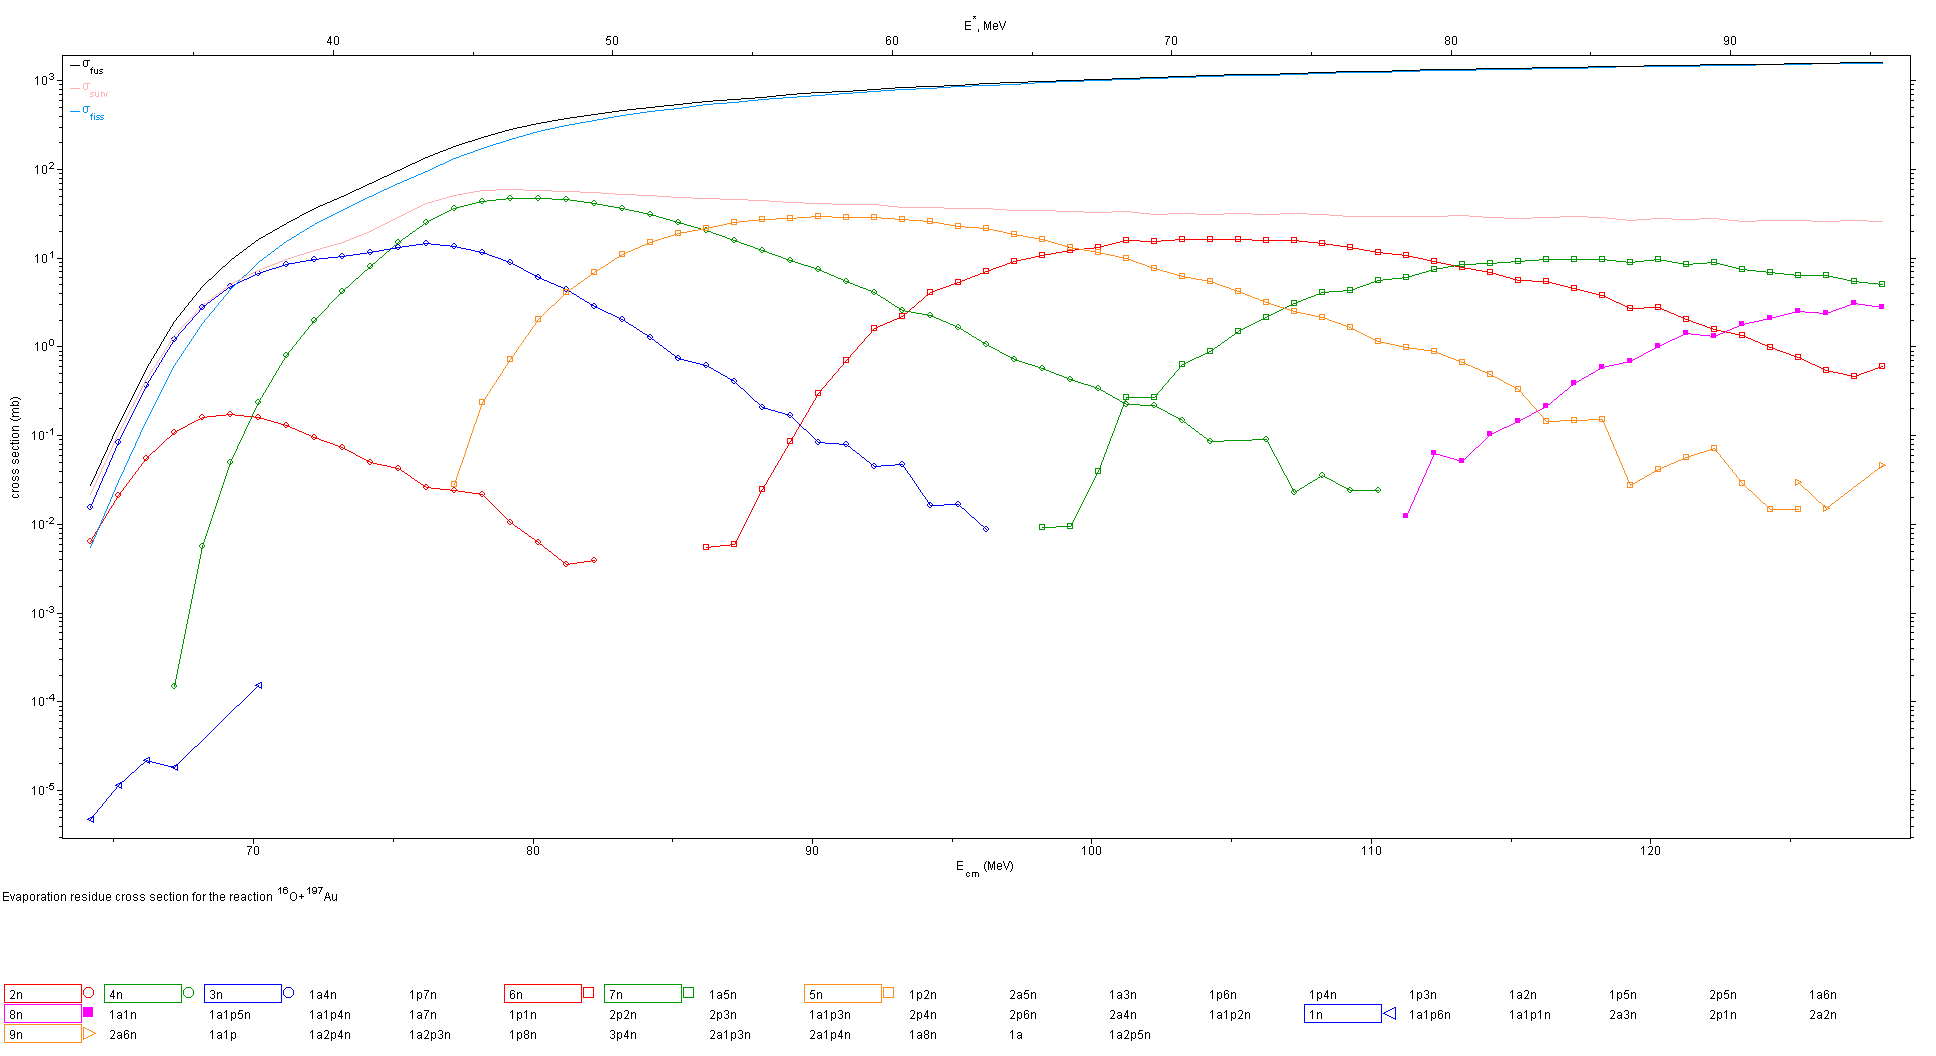 E*, MeV
40 50 60 70 80 90
σfus
σsurv
σfiss
10³
10²
10¹
10⁰
10⁻¹
10⁻²
10⁻³
10⁻⁴
10⁻⁵
cross section (mb)
70 80 90 100 110 120
Ecm (MeV)
Evaporation residue cross section for the reaction ¹⁶O+¹⁹⁷Au
2n 4n 3n 1a4n 1p7n 6n 7n 1a5n 5n 1p2n 2a5n 1a3n 1p6n 1p4n 1p3n 1a2n 1p5n 2p5n 1a6n
8n 1a1n 1a1p5n 1a1p4n 1a7n 1p1n 2p2n 2p3n 1a1p3n 2p4n 2p6n 2a4n 1a1p2n 1n 1a1p6n 1a1p1n 2a3n 2p1n 2a2n
9n 2a6n 1a1p 1a2p4n 1a2p3n 1p8n 3p4n 2a1p3n 2a1p4n 1a8n 1a 1a2p5n